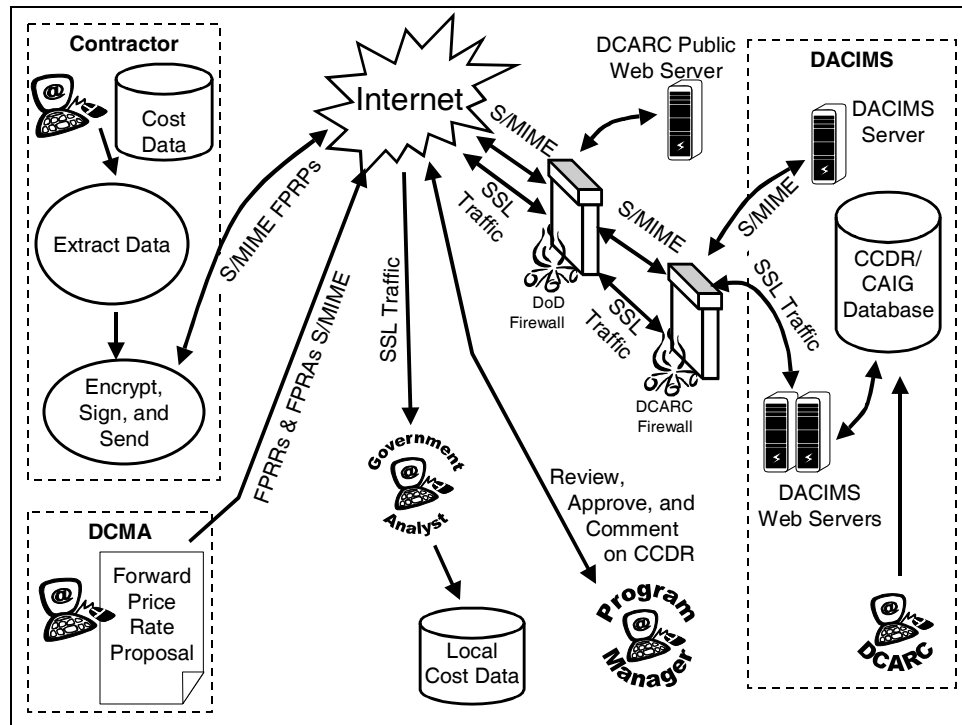 Contractor
@
Cost
Data
Extract Data
Encrypt,
Sign, and
Send
DCMA
@
Forward
Price
Rate
Proposal
Internet
S/MIME FPRPs
FPRRs & FPRAs S/MIME
SSL Traffic
Government
@
Analyst
Local
Cost Data
Review,
Approve, and
Comment
on CCDR
Program
@
Manager
S/MIME
SSL
Traffic
DCARC Public
Web Server
DoD
Firewall
S/MIME
SSL
Traffic
DCARC
Firewall
DACIMS
DACIMS
Server
S/MIME
SSL Traffic
CCDR/
CAIG
Database
DACIMS
Web Servers
@
DCARC